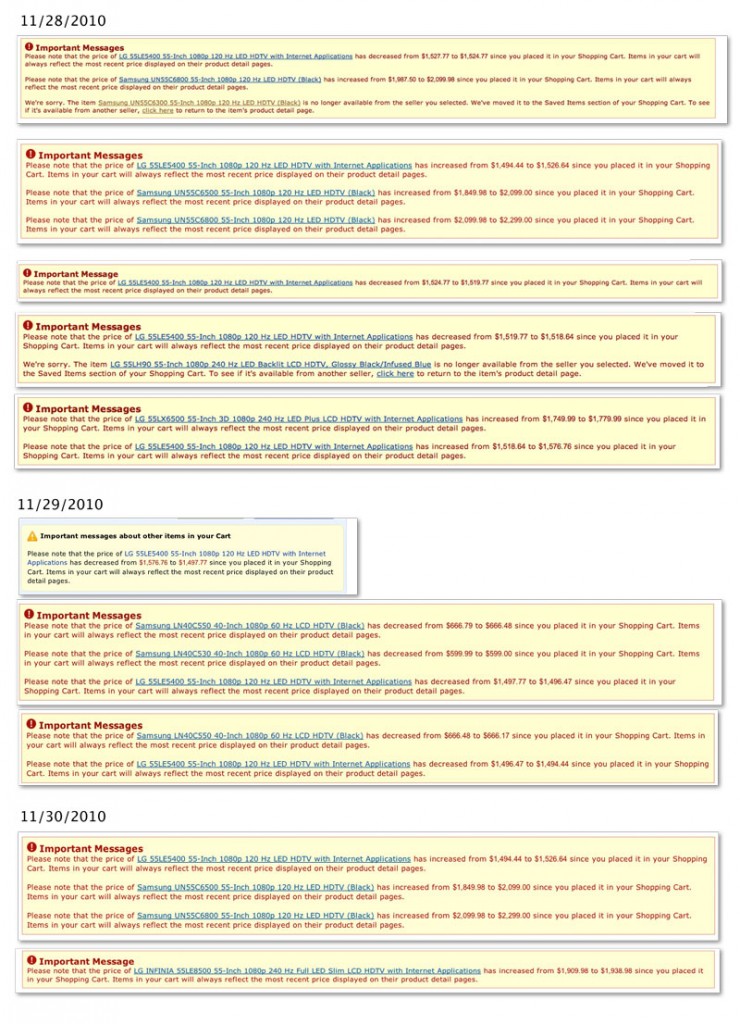 11/28/2010
Important Messages
Please note that the price of LG 55LE5400 55-Inch 1080p 120 Hz LED HDTV with Internet Applications has decreased from $1,527.77 to $1,524.77 since you placed it in your Shopping Cart. Items in your cart will
always reflect the most recent price displayed on their product detail pages.
Please note that the price of Samsung UN55C6800 55-Inch 1080p 120 Hz LED HDTV (Black) has increased from $1,987.50 to $2,099.98 since you placed it in your Shopping Cart. Items in your cart will always
reflect the most recent price displayed on their product detail pages.
We're sorry. The item Samsung UN55C6300 55-Inch 1080p 120 Hz LED HDTV (Black) is no longer available from the seller you selected. We've moved it to the Saved Items section of your Shopping Cart. To see
if it's available from another seller, click here to return to the item's product detail page.
Important Messages
Please note that the price of LG 55LE5400 55-Inch 1080p 120 Hz LED HDTV with Internet Applications has increased from $1,494.44 to $1,526.64 since you placed it in your Shopping
Cart. Items in your cart will always reflect the most recent price displayed on their product detail pages.
Please note that the price of Samsung UN55C6500 55-Inch 1080p 120 Hz LED HDTV (Black) has increased from $1,849.98 to $2,099.00 since you placed it in your Shopping Cart.
Items in your cart will always reflect the most recent price displayed on their product detail pages.
Please note that the price of Samsung UN55C6800 55-Inch 1080p 120 Hz LED HDTV (Black) has increased from $2,099.98 to $2,299.00 since you placed it in your Shopping Cart.
Items in your cart will always reflect the most recent price displayed on their product detail pages.
Important Message
Please note that the price of LG 55LE5400 55-Inch 1080p 120 Hz LED HDTV with Internet Applications has decreased from $1,524.77 to $1,519.77 since you placed it in your Shopping Cart. Items in your cart will
always reflect the most recent price displayed on their product detail pages.
Important Messages
Please note that the price of LG 55LE5400 55-Inch 1080p 120 Hz LED HDTV with Internet Applications has decreased from $1,519.77 to $1,518.64 since you placed it in your
Shopping Cart. Items in your cart will always reflect the most recent price displayed on their product detail pages.
We're sorry. The item LG 55LH90 55-Inch 1080p 240 Hz LED Backlit LCD HDTV, Glossy Black/Infused Blue is no longer available from the seller you selected. We've moved it to
the Saved Items section of your Shopping Cart. To see if it's available from another seller, click here to return to the item's product detail page.
Important Messages
Please note that the price of LG 55LX6500 55-Inch 3D 1080p 240 Hz LED Plus LCD HDTV with Internet Applications has increased from $1,749.99 to $1,779.99 since you placed it in
your Shopping Cart. Items in your cart will always reflect the most recent price displayed on their product detail pages.
Please note that the price of LG 55LE5400 55-Inch 1080p 120 Hz LED HDTV with Internet Applications has increased from $1,518.64 to $1,576.76 since you placed it in your
Shopping Cart. Items in your cart will always reflect the most recent price displayed on their product detail pages.
11/29/2010
Important messages about other items in your Cart
Please note that the price of LG 55LE5400 55-Inch 1080p 120 Hz LED HDTV with Internet
Applications has decreased from $1,576.76 to $1,497.77 since you placed it in your Shopping
Cart. Items in your cart will always reflect the most recent price displayed on their product
detail pages.
Important Messages
Please note that the price of Samsung LN40C550 40-Inch 1080p 60 Hz LCD HDTV (Black) has decreased from $666.79 to $666.48 since you placed it in your Shopping Cart. Items
in your cart will always reflect the most recent price displayed on their product detail pages.
Please note that the price of Samsung LN40C530 40-Inch 1080p 60 Hz LCD HDTV (Black) has decreased from $599.99 to $599.00 since you placed it in your Shopping Cart. Items
in your cart will always reflect the most recent price displayed on their product detail pages.
Please note that the price of LG 55LE5400 55-Inch 1080p 120 Hz LED HDTV with Internet Applications has decreased from $1,497.77 to $1,496.47 since you placed it in your
Shopping Cart. Items in your cart will always reflect the most recent price displayed on their product detail pages.
Important Messages
Please note that the price of Samsung LN40C550 40-Inch 1080p 60 Hz LCD HDTV (Black) has decreased from $666.48 to $666.17 since you placed it in your Shopping Cart. Items in
your cart will always reflect the most recent price displayed on their product detail pages.
Please note that the price of LG 55LE5400 55-Inch 1080p 120 Hz LED HDTV with Internet Applications has decreased from $1,496.47 to $1,494.44 since you placed it in your Shopping
Cart. Items in your cart will always reflect the most recent price displayed on their product detail pages.
11/30/2010
Important Messages
Please note that the price of LG 55LE5400 55-Inch 1080p 120 Hz LED HDTV with Internet Applications has increased from $1,494.44 to $1,526.64 since you placed it in your Shopping
Cart. Items in your cart will always reflect the most recent price displayed on their product detail pages.
Please note that the price of Samsung UN55C6500 55-Inch 1080p 120 Hz LED HDTV (Black) has increased from $1,849.98 to $2,099.00 since you placed it in your Shopping Cart.
Items in your cart will always reflect the most recent price displayed on their product detail pages.
Please note that the price of Samsung UN55C6800 55-Inch 1080p 120 Hz LED HDTV (Black) has increased from $2,099.98 to $2,299.00 since you placed it in your Shopping Cart.
Items in your cart will always reflect the most recent price displayed on their product detail pages.
Important Message
Please note that the price of LG INFINIA 55LE8500 55-Inch 1080p 240 Hz Full LED Slim LCD HDTV with Internet Applications has increased from $1,909.98 to $1,938.98 since you placed it
in your Shopping Cart. Items in your cart will always reflect the most recent price displayed on their product detail pages.